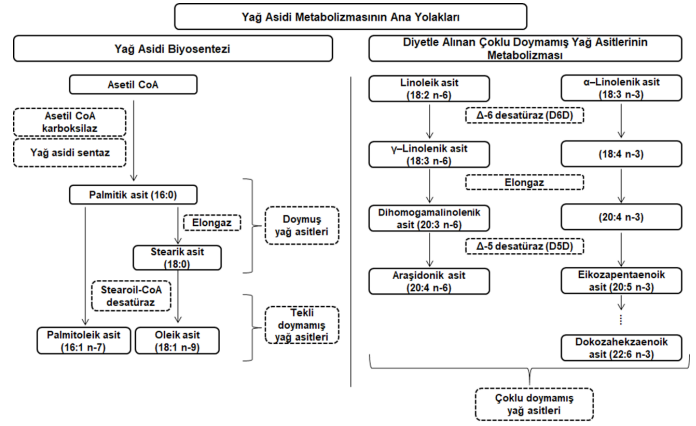 Yağ Asidi Metabolizmasının Ana Yolakları
Yağ Asidi Biyosentezi
Asetil CoA
Asetil CoA
karboksilaz
Yağ asidi sentaz
Palmitik asit (16:0)
Elongaz
Stearik asit
(18:0)
Doymuş
yağ asitleri
Stearoil-CoA
desatüraz
Palmitoleik asit
(16:1 n-7)
Oleik asit
(18:1 n-9)
Tekli
doymamış
yağ asitleri
Diyetle Alınan Çoklu Doymamış Yağ Asitlerinin
Metabolizması
Linoleik asit
(18:2 n-6)
α–Linolenik asit
(18:3 n-3)
Δ-6 desatüraz (D6D)
γ–Linolenik asit
(18:3 n-6)
(18:4 n-3)
Elongaz
Dihomogamalinolenik
asit (20:3 n-6)
(20:4 n-3)
Δ-5 desatüraz (D5D)
Araşidonik asit
(20:4 n-6)
Eikozapentaenoik
asit (20:5 n-3)
Dokozahekzaenoik
asit (22:6 n-3)
Çoklu doymamış
yağ asitleri